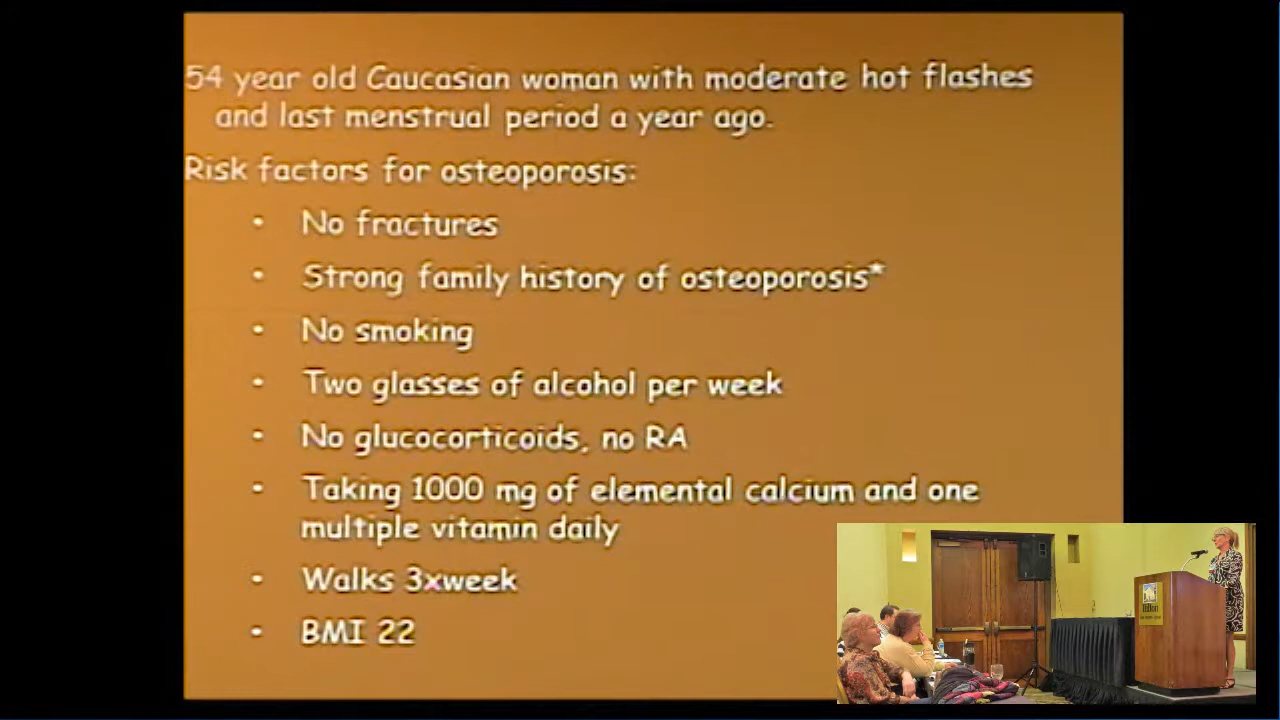 54 year old Caucasian woman with moderate hot flashes
and last menstrual period a year ago.
Risk factors for osteoporosis:
• No fractures
• Strong family history of osteoporosis*
• No smoking
• Two glasses of alcohol per week
• No glucocorticoids, no RA
• Taking 1000 mg of elemental calcium and one
multiple vitamin daily
• Walks 3xweek
• BMI 22
Hilton